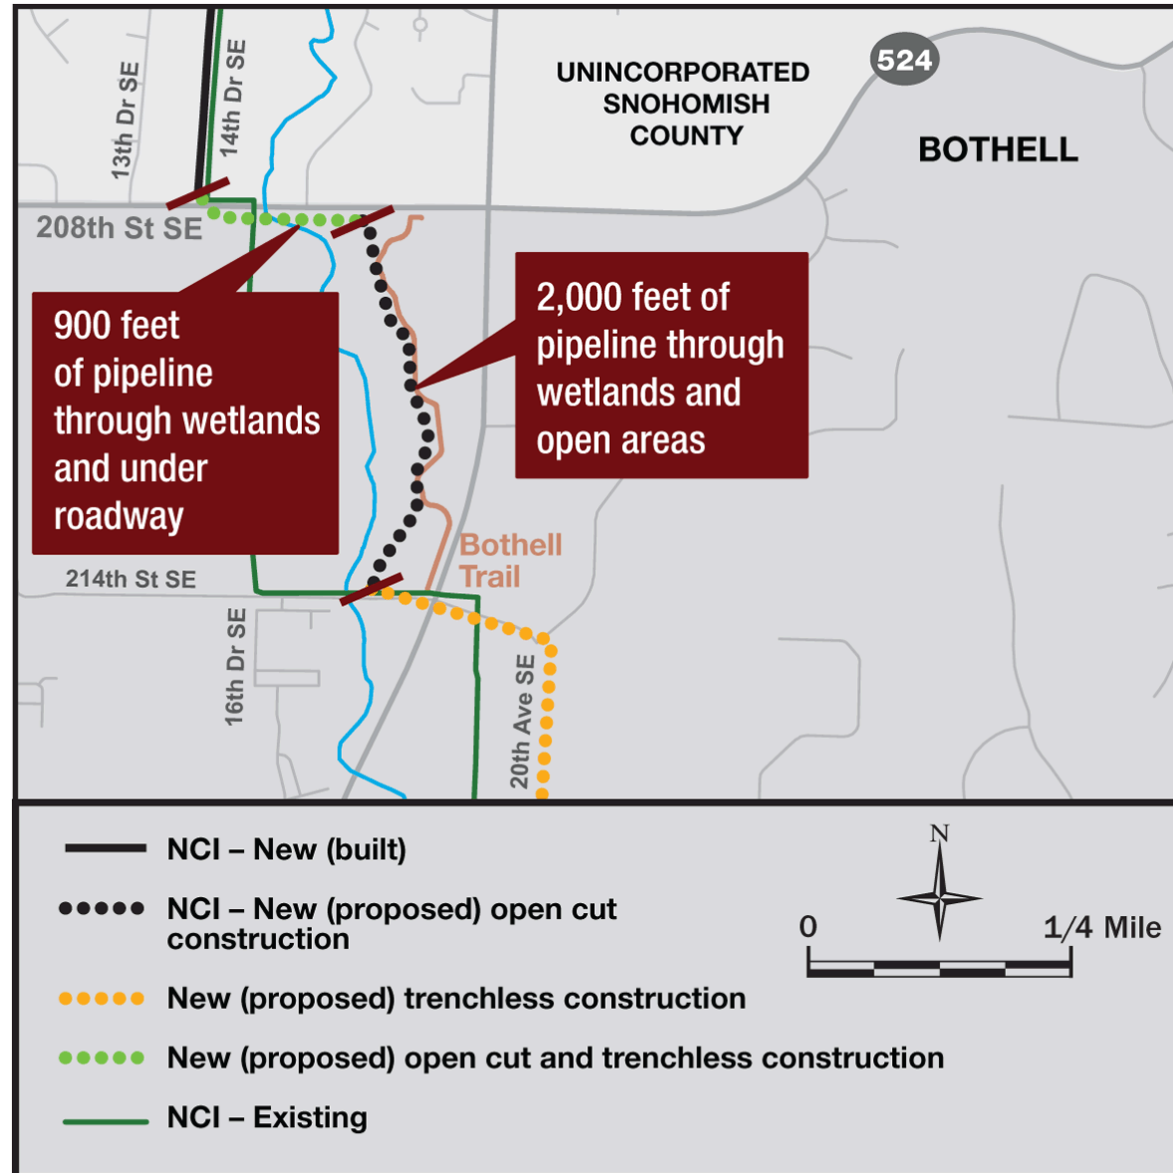 13th Dr SE
14th Dr SE
UNINCORPORATED
SNOHOMISH
COUNTY
524
BOTHELL
208th St SE
900 feet
of pipeline
through wetlands
and under
roadway
2,000 feet of
pipeline through
wetlands and
open areas
Bothell
Trail
214th St SE
16th Dr SE
20th Ave SE
NCI – New (built)
NCI – New (proposed) open cut
construction
New (proposed) trenchless construction
New (proposed) open cut and trenchless construction
NCI – Existing
N
0 1/4 Mile